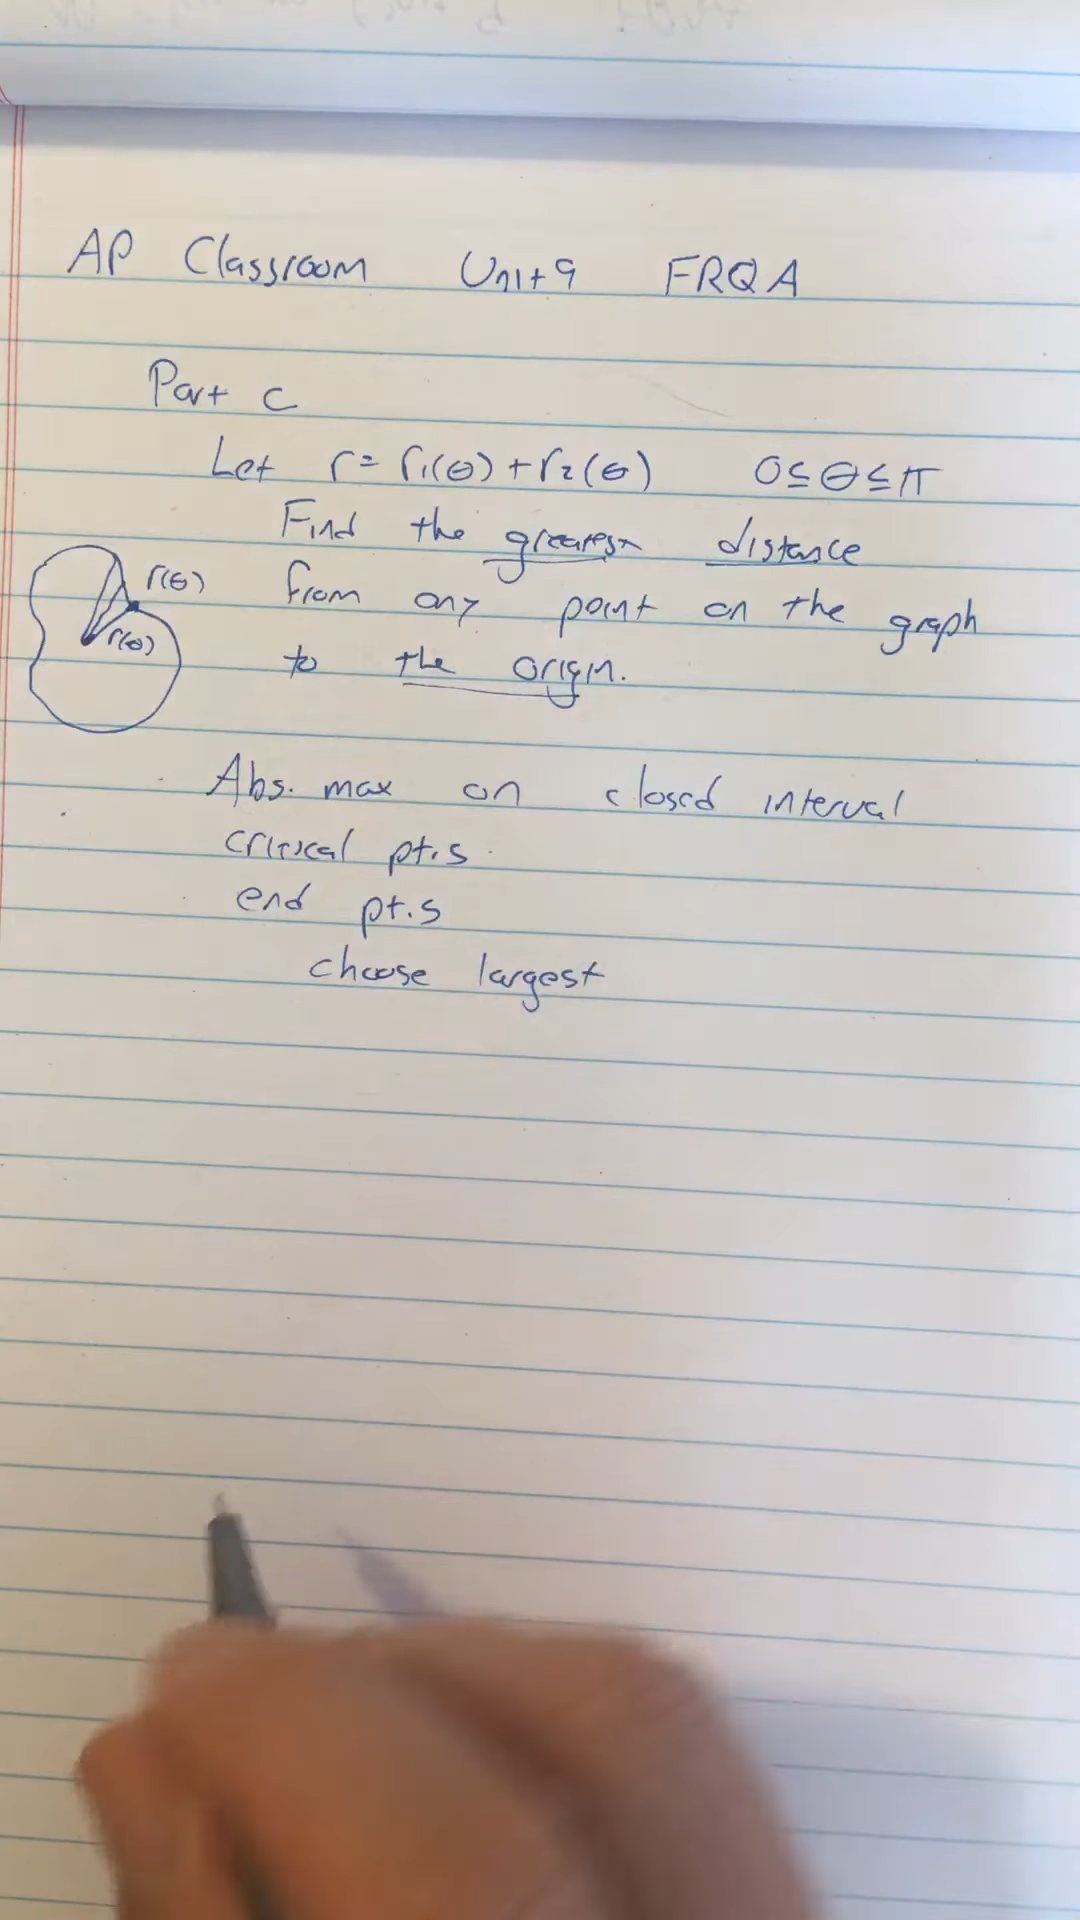 AP Classroom Unit 9 FRQ A
Part C
Let r = r₁(θ) + r₂(θ) 0 ≤ θ ≤ π
Find the greatest distance
r(θ) from any point on the graph
r(θ) to the origin.
Abs. max on closed interval
critical pt.s
end pt.s
choose largest